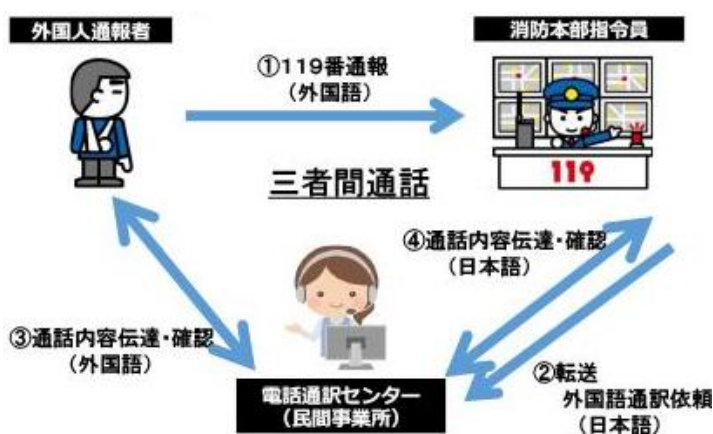 外国人通報者
消防本部指令員
①119番通報
(外国語)
119
三者間通話
④通話内容伝達・確認
(日本語)
③通話内容伝達・確認
(外国語)
②転送
外国語通訳依頼
(日本語)
電話通訳センター
(民間事業所)